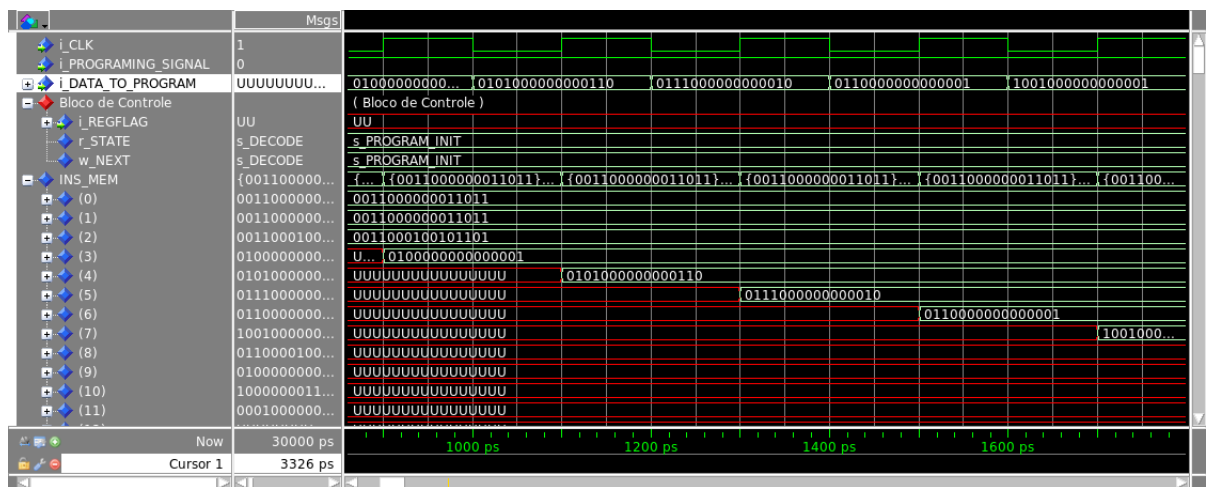 Msgs
i_CLK 1
i_PROGRAMING_SIGNAL 0
i_DATA_TO_PROGRAM UUUUUUUU... 01000000000... 0101000000000110 0111000000000010 0110000000000001 1001000000000001
Bloco de Controle ( Bloco de Controle )
i_REGFLAG UU UU
r_STATE s_DECODE s_PROGRAM_INIT
w_NEXT s_DECODE s_PROGRAM_INIT
INS_MEM {001100000... {... {0011000000011011}... {0011000000011011}... {0011000000011011}... {0011000000011011}... {001100...
(0) 0011000000... 0011000000011011
(1) 0011000000... 0011000000011011
(2) 0011000100... 0011000100101101
(3) 0100000000... U... 0100000000000001
(4) 0101000000... UUUUUUUUUUUUUUUU 0101000000000110
(5) 0111000000... UUUUUUUUUUUUUUUU 0111000000000010
(6) 0110000000... UUUUUUUUUUUUUUUU 0110000000000001
(7) 1001000000... UUUUUUUUUUUUUUUU 1001000...
(8) 0110000100... UUUUUUUUUUUUUUUU
(9) 0100000000... UUUUUUUUUUUUUUUU
(10) 1000000011... UUUUUUUUUUUUUUUU
(11) 0001000000... UUUUUUUUUUUUUUUU
Now 30000 ps 1000 ps 1200 ps 1400 ps 1600 ps
Cursor 1 3326 ps